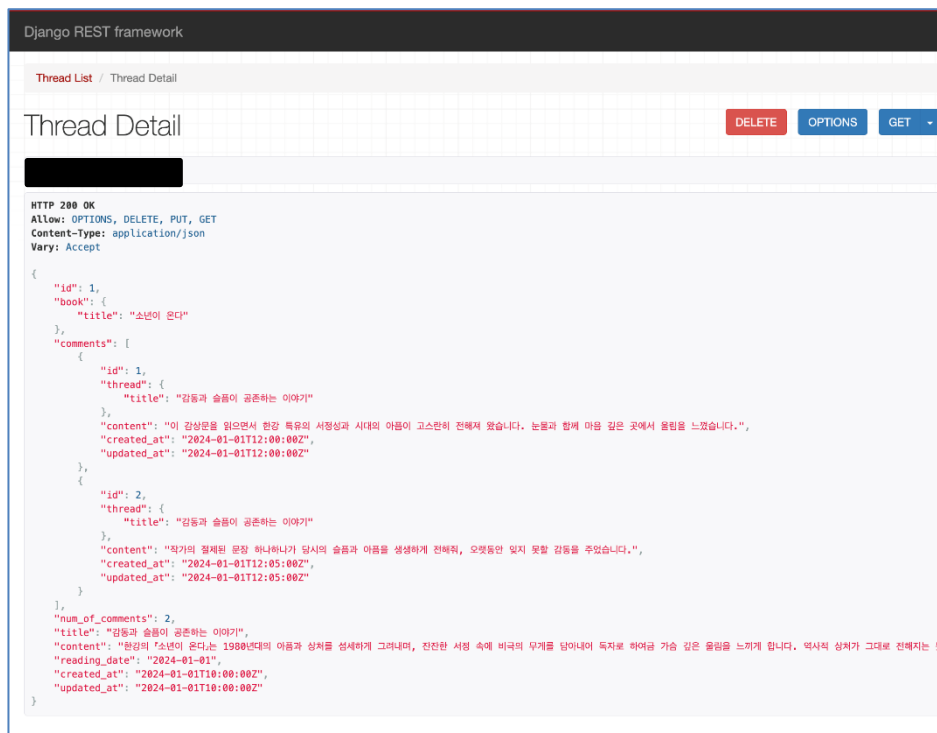 Django REST framework
Thread List / Thread Detail
Thread Detail
DELETE
OPTIONS
GET
HTTP 200 OK
Allow: OPTIONS, DELETE, PUT, GET
Content-Type: application/json
Vary: Accept
{
    "id": 1,
    "book": {
        "title": "소년이 온다"
    },
    "comments": [
        {
            "id": 1,
            "thread": {
                "title": "감동과 슬픔이 공존하는 이야기"
            },
            "content": "이 감상문을 읽으면서 한강 특유의 서정성과 시대의 아픔이 고스란히 전해져 왔습니다. 눈물과 함께 마음 깊은 곳에서 울림을 느꼈습니다.",
            "created_at": "2024-01-01T12:00:00Z",
            "updated_at": "2024-01-01T12:00:00Z"
        },
        {
            "id": 2,
            "thread": {
                "title": "감동과 슬픔이 공존하는 이야기"
            },
            "content": "작가의 절제된 문장 하나하나가 당시의 슬픔과 아픔을 생생하게 전해줘, 오랫동안 잊지 못할 감동을 주었습니다.",
            "created_at": "2024-01-01T12:05:00Z",
            "updated_at": "2024-01-01T12:05:00Z"
        }
    ],
    "num_of_comments": 2,
    "title": "감동과 슬픔이 공존하는 이야기",
    "content": "한강의 『소년이 온다』는 1980년대의 아픔과 상처를 섬세하게 그려내며, 잔잔한 서정 속에 비극의 무게를 담아내어 독자로 하여금 가슴 깊은 울림을 느끼게 합니다. 역사적 상처가 그대로 전해지는
    "reading_date": "2024-01-01",
    "created_at": "2024-01-01T10:00:00Z",
    "updated_at": "2024-01-01T10:00:00Z"
}